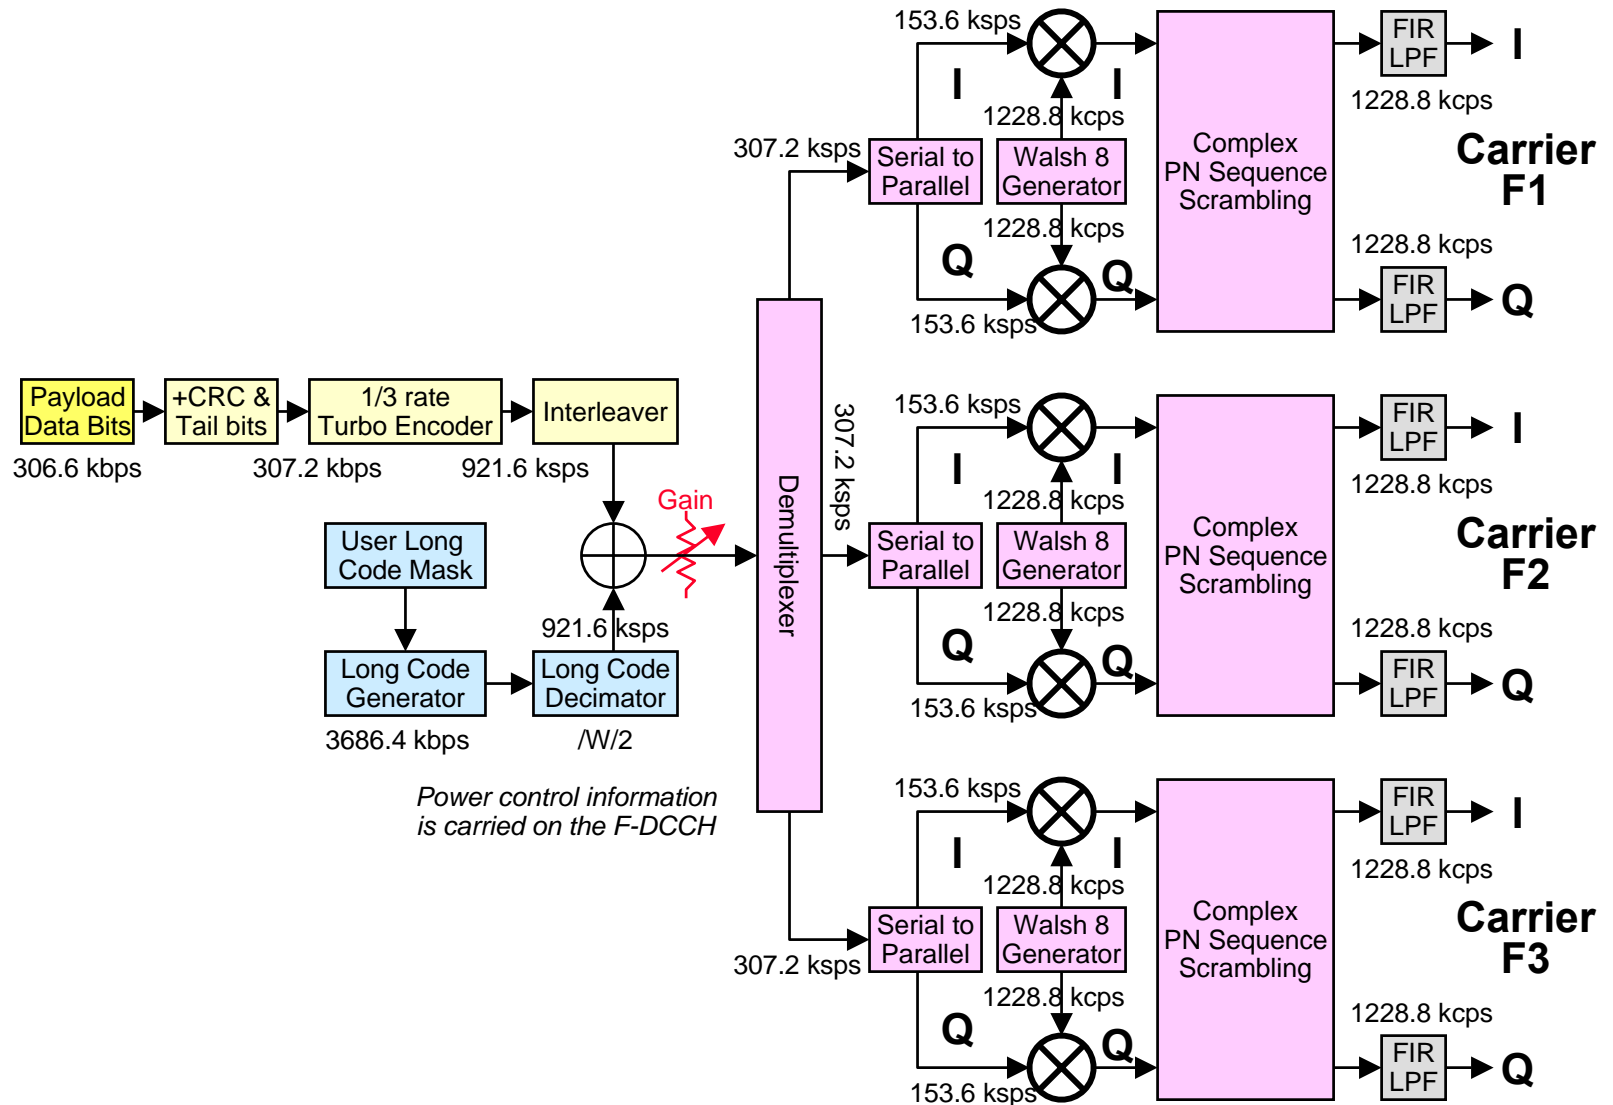 153.6 ksps
I
I
1228.8 kcps
307.2 ksps
Serial to
Parallel
Walsh 8
Generator
1228.8 kcps
Q
Q
153.6 ksps
Complex
PN Sequence
Scrambling
FIR
LPF
I
1228.8 kcps
Carrier
F1
1228.8 kcps
FIR
LPF
Q
Payload
Data Bits
306.6 kbps
+CRC &
Tail bits
307.2 kbps
1/3 rate
Turbo Encoder
921.6 ksps
Interleaver
Gain
User Long
Code Mask
Long Code
Generator
3686.4 kbps
921.6 ksps
Long Code
Decimator
/W/2
Power control information
is carried on the F-DCCH
Demultiplexer
307.2 ksps
153.6 ksps
I
I
1228.8 kcps
Serial to
Parallel
Walsh 8
Generator
1228.8 kcps
Q
Q
153.6 ksps
Complex
PN Sequence
Scrambling
FIR
LPF
I
1228.8 kcps
Carrier
F2
1228.8 kcps
FIR
LPF
Q
153.6 ksps
I
I
1228.8 kcps
307.2 ksps
Serial to
Parallel
Walsh 8
Generator
1228.8 kcps
Q
Q
153.6 ksps
Complex
PN Sequence
Scrambling
FIR
LPF
I
1228.8 kcps
Carrier
F3
1228.8 kcps
FIR
LPF
Q